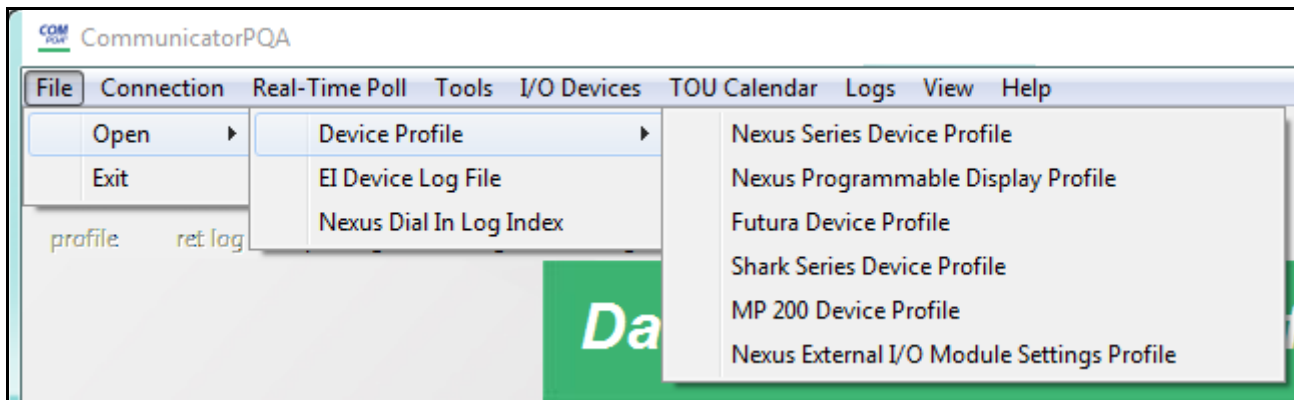 COM
PQA
CommunicatorPQA
File Connection Real-Time Poll Tools I/O Devices TOU Calendar Logs View Help
Open Device Profile Nexus Series Device Profile
Exit EI Device Log File Nexus Programmable Display Profile
Nexus Dial In Log Index Futura Device Profile
profile ret log
Shark Series Device Profile
Da MP 200 Device Profile
Nexus External I/O Module Settings Profile